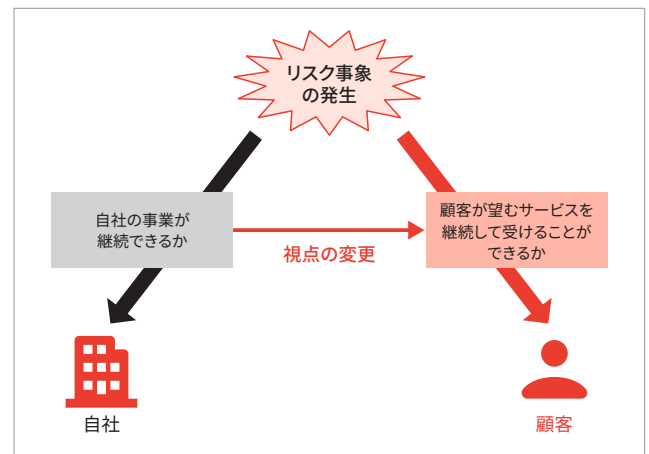 リスク事象
の発生
自社の事業が
継続できるか
視点の変更
顧客が望むサービスを
継続して受けることが
できるか
自社
顧客